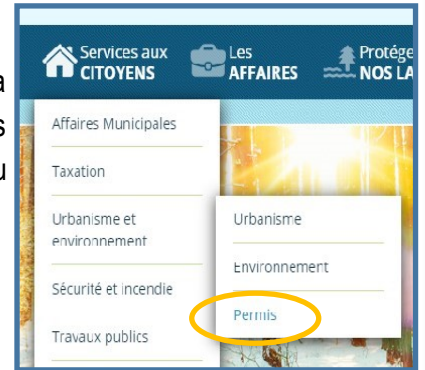 Services aux
CITOYENS
Les
AFFAIRES
Protége
NOS LA
a
s
u
Affaires Municipales
Taxation
Urbanisme et
environnement
Sécurité et incendie
Travaux publics
Urbanisme
Environnement
Permis